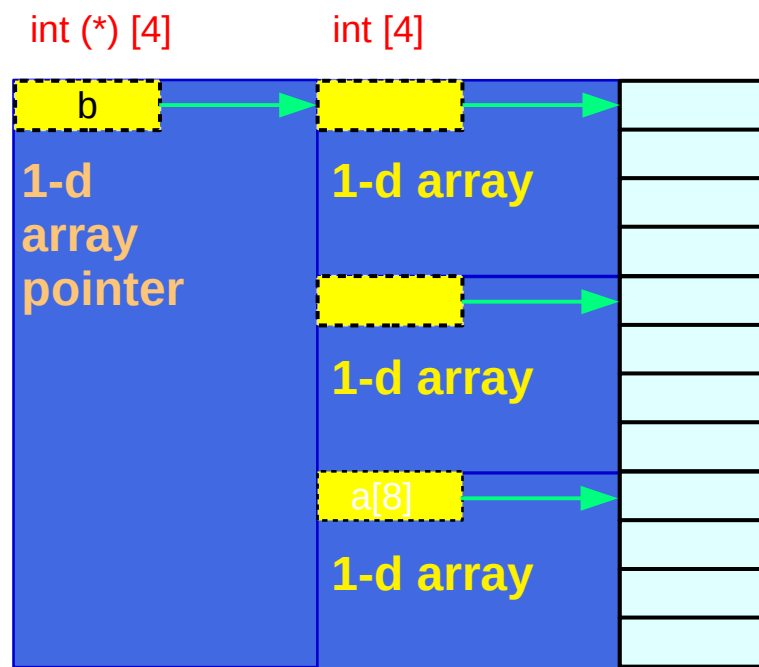 int (*) [4]
int [4]
b
1-d
array
pointer
1-d array
1-d array
a[8]
1-d array